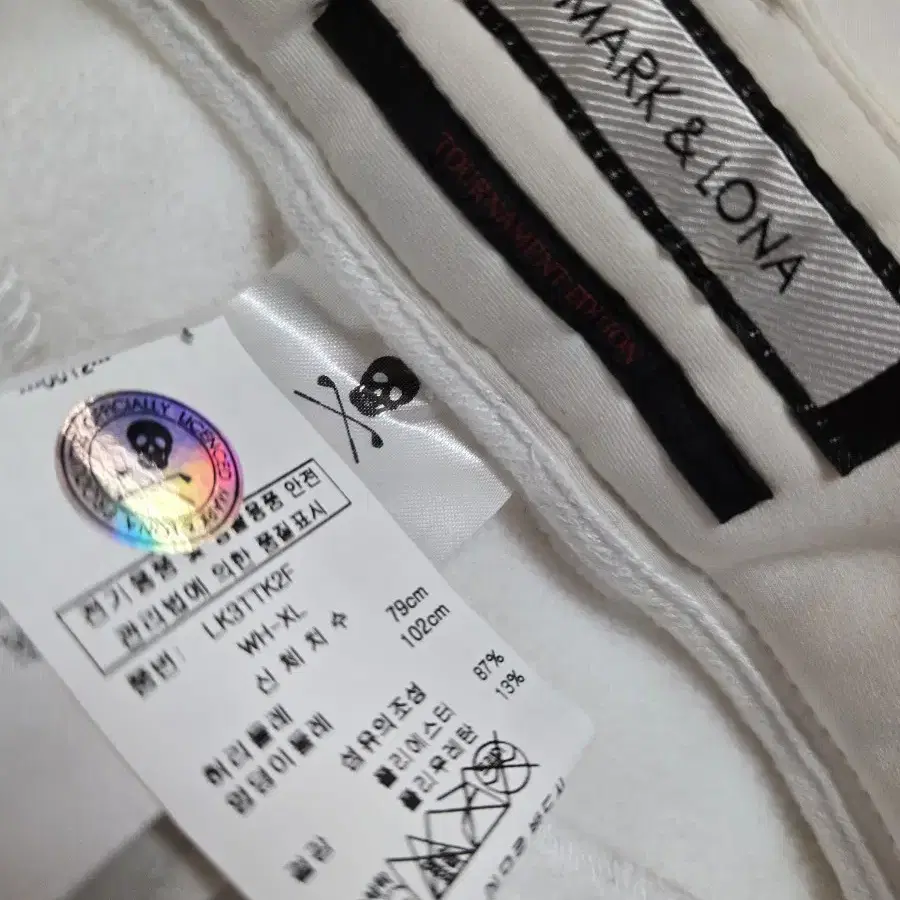 MARK & LONA
TOURNAMENT EDITION
OFFICIALLY LICENCED
MARK & LONA
전기용품 및 생활용품 안전
관리법에 의한 품질표시
품번/ LK3TTK2F
WH-XL
신체치수
허리둘레 79cm
엉덩이둘레 102cm
섬유의조성
폴리에스터 87%
폴리우레탄 13%